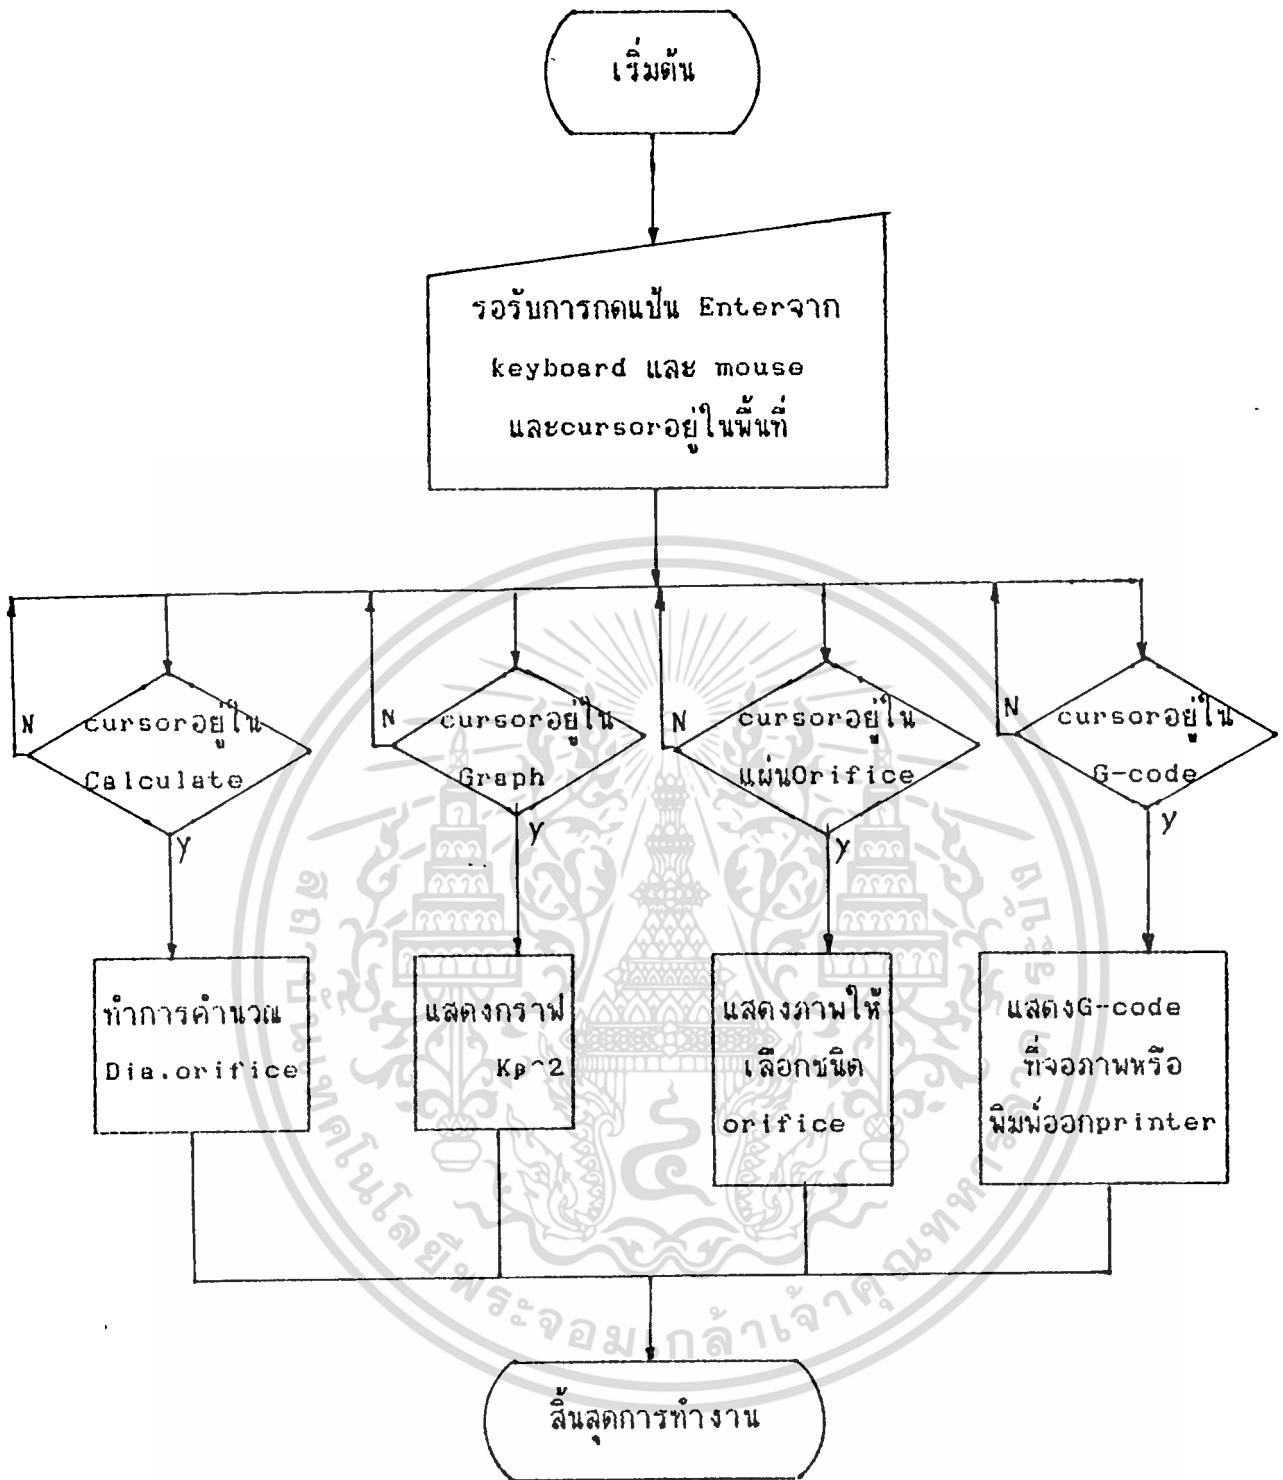 เริ่มต้น
รอรับการกดแป้น Enterจาก
keyboard และ mouse
และcursorอยู่ในพื้นที่
N
cursorอยู่ใน
Calculate
Y
N
cursorอยู่ใน
Graph
Y
N
cursorอยู่ใน
แผ่นOrifice
Y
N
cursorอยู่ใน
G-code
Y
ทำการคำนวณ
Dia.orifice
แสดงกราฟ
Kβ^2
แสดงภาพให้
เลือกชนิด
orifice
แสดงG-code
ที่จอภาพหรือ
พิมพ์ออกprinter
สิ้นสุดการทำงาน